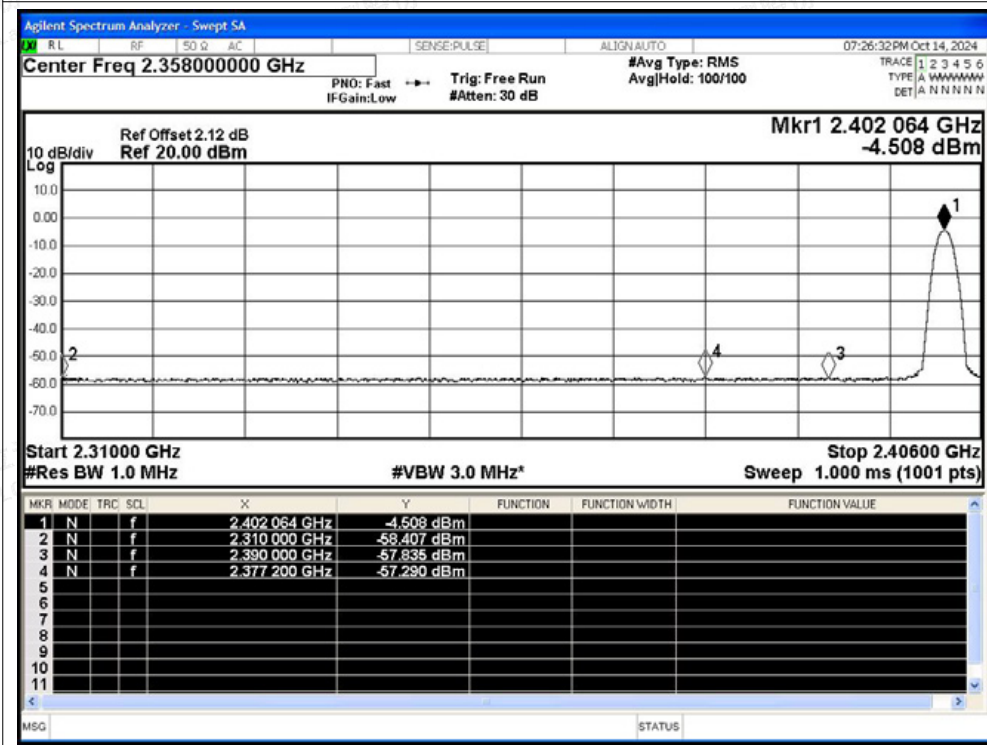 Agilent Spectrum Analyzer - Swept SA
LXI RL RF 50 Ω AC SENSE:PULSE ALIGN AUTO 07:26:32 PM Oct 14, 2024
Center Freq 2.358000000 GHz
PNO: Fast
IFGain:Low
Trig: Free Run
#Atten: 30 dB
#Avg Type: RMS
Avg|Hold: 100/100
TRACE 1 2 3 4 5 6
TYPE A WWWWW
DET A N N N N N
Ref Offset 2.12 dB
Mkr1 2.402 064 GHz
10 dB/div Ref 20.00 dBm -4.508 dBm
Log
10.0
0.00
-10.0
-20.0
-30.0
-40.0
-50.0
-60.0
-70.0
1
2
4
3
Start 2.31000 GHz Stop 2.40600 GHz
#Res BW 1.0 MHz #VBW 3.0 MHz* Sweep 1.000 ms (1001 pts)
MKR MODE TRC SCL X Y FUNCTION FUNCTION WIDTH FUNCTION VALUE
1 N f 2.402 064 GHz -4.508 dBm
2 N f 2.310 000 GHz -58.407 dBm
3 N f 2.390 000 GHz -57.835 dBm
4 N f 2.377 200 GHz -57.290 dBm
5
6
7
8
9
10
11
MSG STATUS